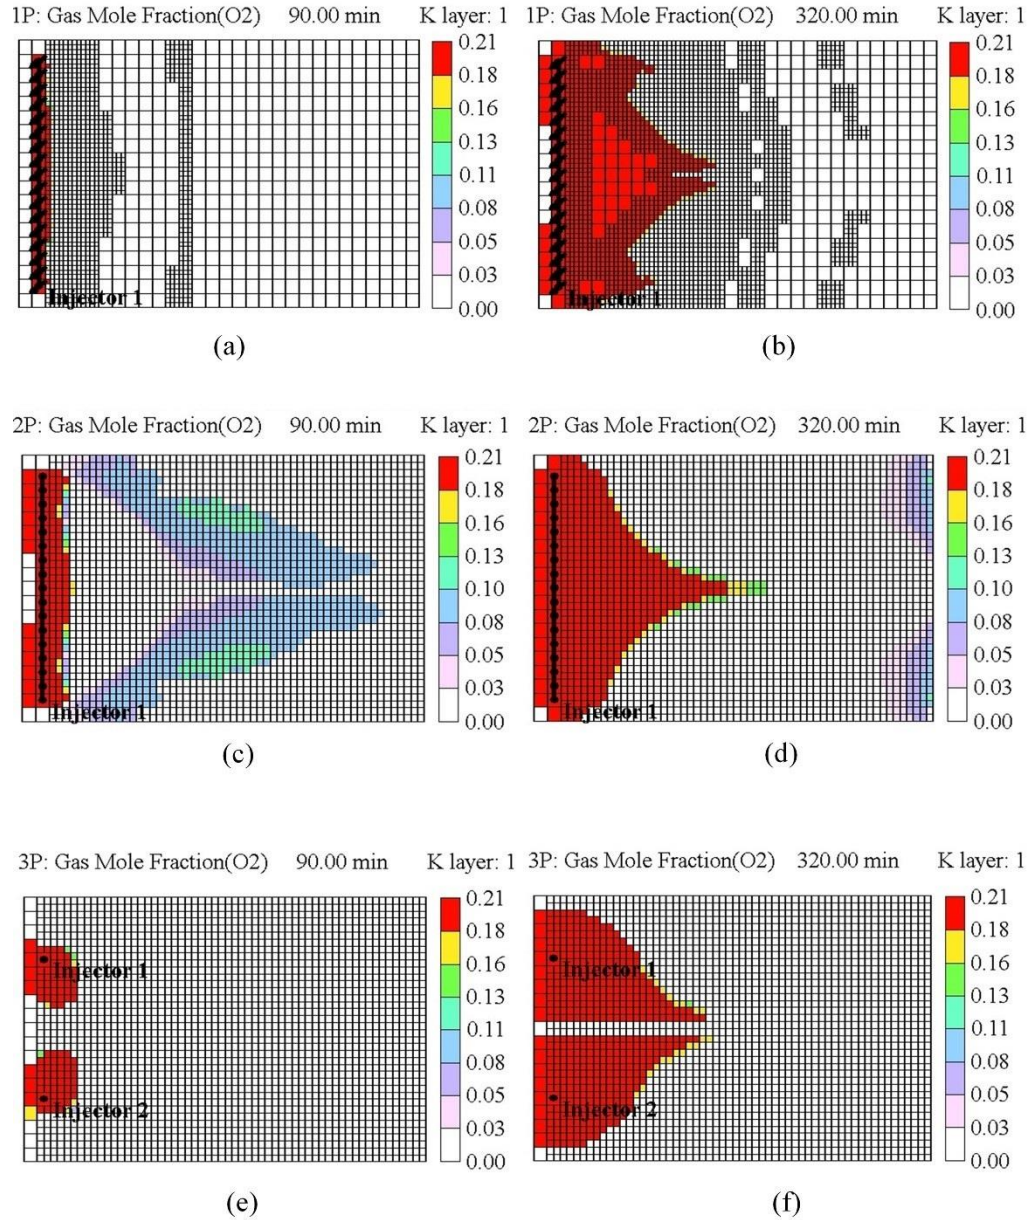 1P: Gas Mole Fraction(O2) 90.00 min K layer: 1
0.21
0.18
0.16
0.13
0.11
0.08
0.05
0.03
0.00
Injector 1
(a)
1P: Gas Mole Fraction(O2) 320.00 min K layer: 1
0.21
0.18
0.16
0.13
0.11
0.08
0.05
0.03
0.00
Injector 1
(b)
2P: Gas Mole Fraction(O2) 90.00 min K layer: 1
0.21
0.18
0.16
0.13
0.10
0.08
0.05
0.03
0.00
Injector 1
(c)
2P: Gas Mole Fraction(O2) 320.00 min K layer: 1
0.21
0.18
0.16
0.13
0.10
0.08
0.05
0.03
0.00
Injector 1
(d)
3P: Gas Mole Fraction(O2) 90.00 min K layer: 1
0.21
0.18
0.16
0.13
0.11
0.08
0.05
0.03
0.00
Injector 1
Injector 2
(e)
3P: Gas Mole Fraction(O2) 320.00 min K layer: 1
0.21
0.18
0.16
0.13
0.11
0.08
0.05
0.03
0.00
Injector 1
Injector 2
(f)